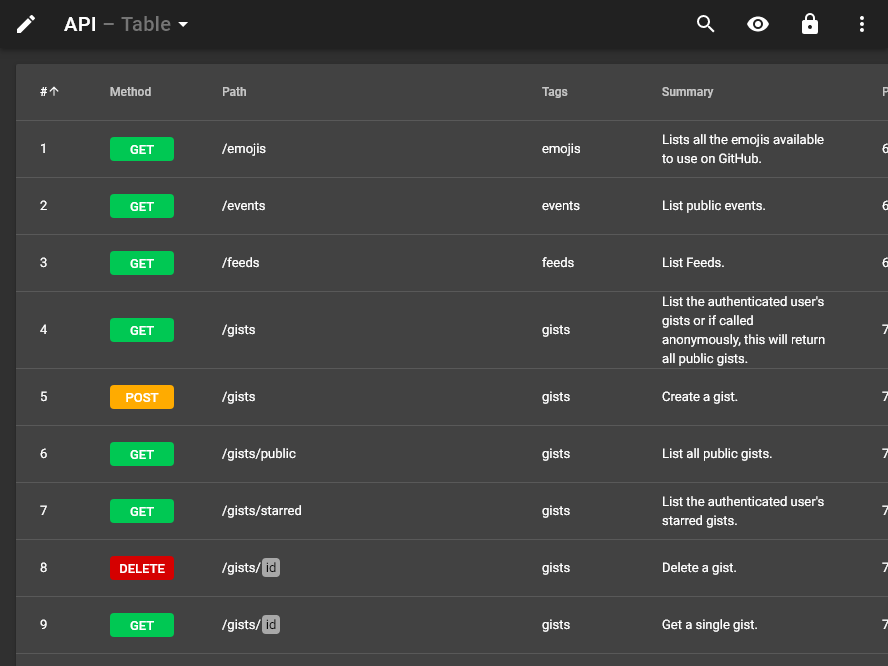 API – Table
#↑ Method Path Tags Summary P
1 GET /emojis emojis Lists all the emojis available
to use on GitHub. 6
2 GET /events events List public events. 6
3 GET /feeds feeds List Feeds. 6
4 GET /gists gists List the authenticated user's
gists or if called
anonymously, this will return
all public gists. 7
5 POST /gists gists Create a gist. 7
6 GET /gists/public gists List all public gists. 7
7 GET /gists/starred gists List the authenticated user's
starred gists. 7
8 DELETE /gists/id gists Delete a gist. 7
9 GET /gists/id gists Get a single gist. 7